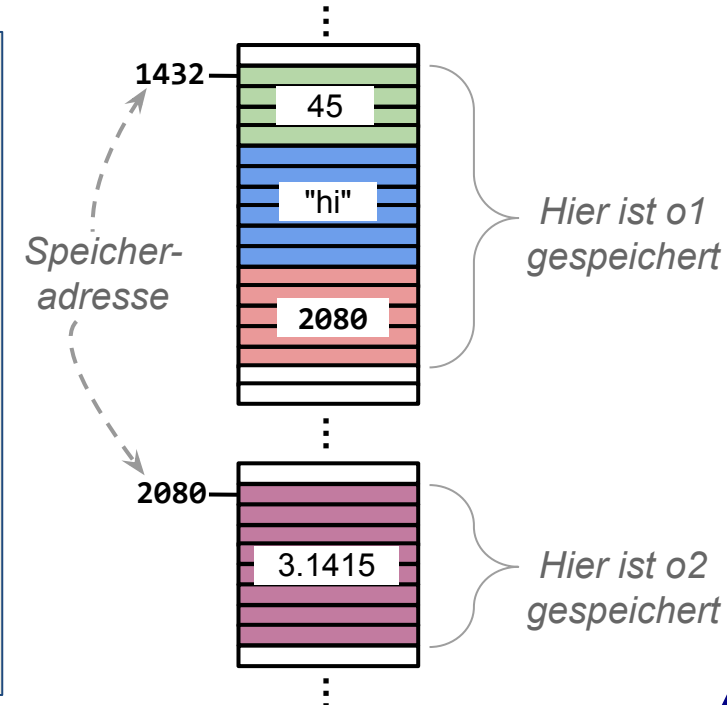 1432
45
"hi"
Hier ist o1
gespeichert
Speicher-
adresse
2080
2080
3.1415
Hier ist o2
gespeichert